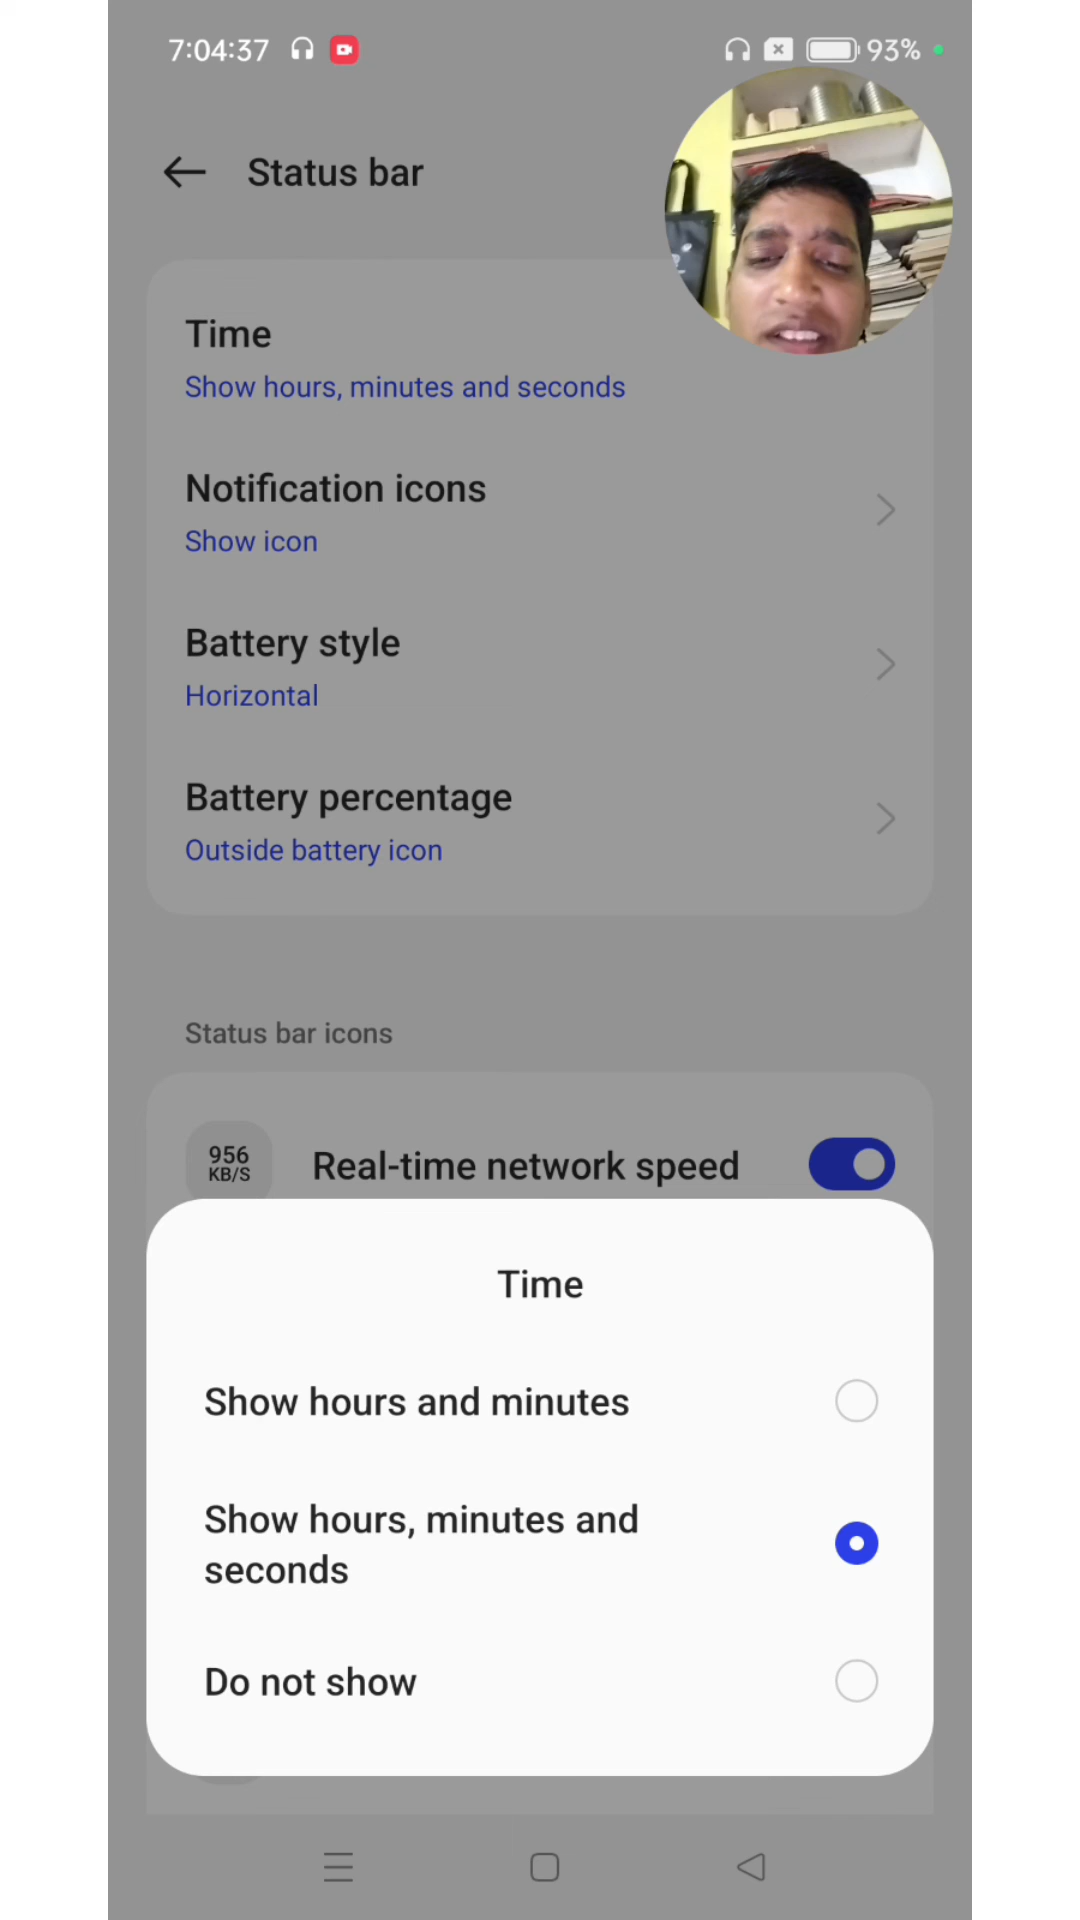 7:04:37
93%
Status bar
Time
Show hours, minutes and seconds
Notification icons
Show icon
Battery style
Horizontal
Battery percentage
Outside battery icon
Status bar icons
956
KB/S
Real-time network speed
Time
Show hours and minutes
Show hours, minutes and
seconds
Do not show